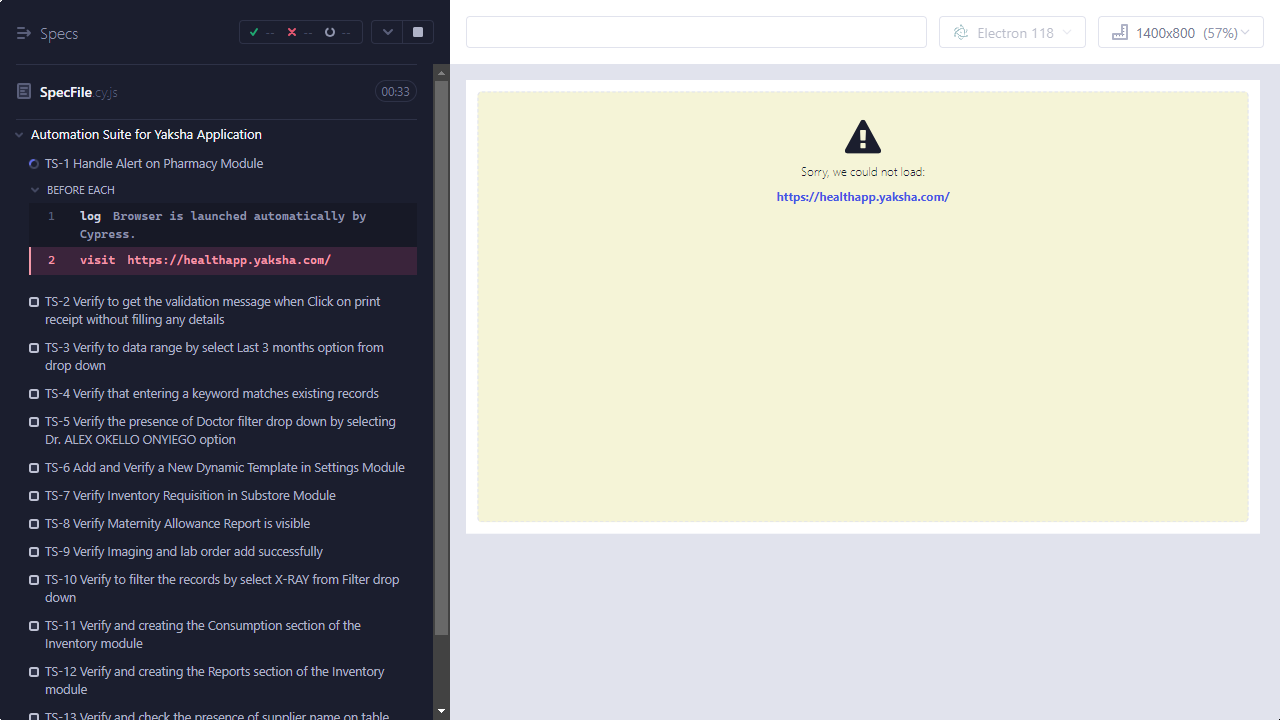 Specs
--
--
--
SpecFile.cy.js
00:33
Automation Suite for Yaksha Application
TS-1 Handle Alert on Pharmacy Module
BEFORE EACH
1 log Browser is launched automatically by
Cypress.
2 visit https://healthapp.yaksha.com/
TS-2 Verify to get the validation message when Click on print
receipt without filling any details
TS-3 Verify to data range by select Last 3 months option from
drop down
TS-4 Verify that entering a keyword matches existing records
TS-5 Verify the presence of Doctor filter drop down by selecting
Dr. ALEX OKELLO ONYIEGO option
TS-6 Add and Verify a New Dynamic Template in Settings Module
TS-7 Verify Inventory Requisition in Substore Module
TS-8 Verify Maternity Allowance Report is visible
TS-9 Verify Imaging and lab order add successfully
TS-10 Verify to filter the records by select X-RAY from Filter drop
down
TS-11 Verify and creating the Consumption section of the
Inventory module
TS-12 Verify and creating the Reports section of the Inventory
module
TS-13 Verify and check the presence of supplier name on table
Electron 118
1400x800 (57%)
Sorry, we could not load:
https://healthapp.yaksha.com/